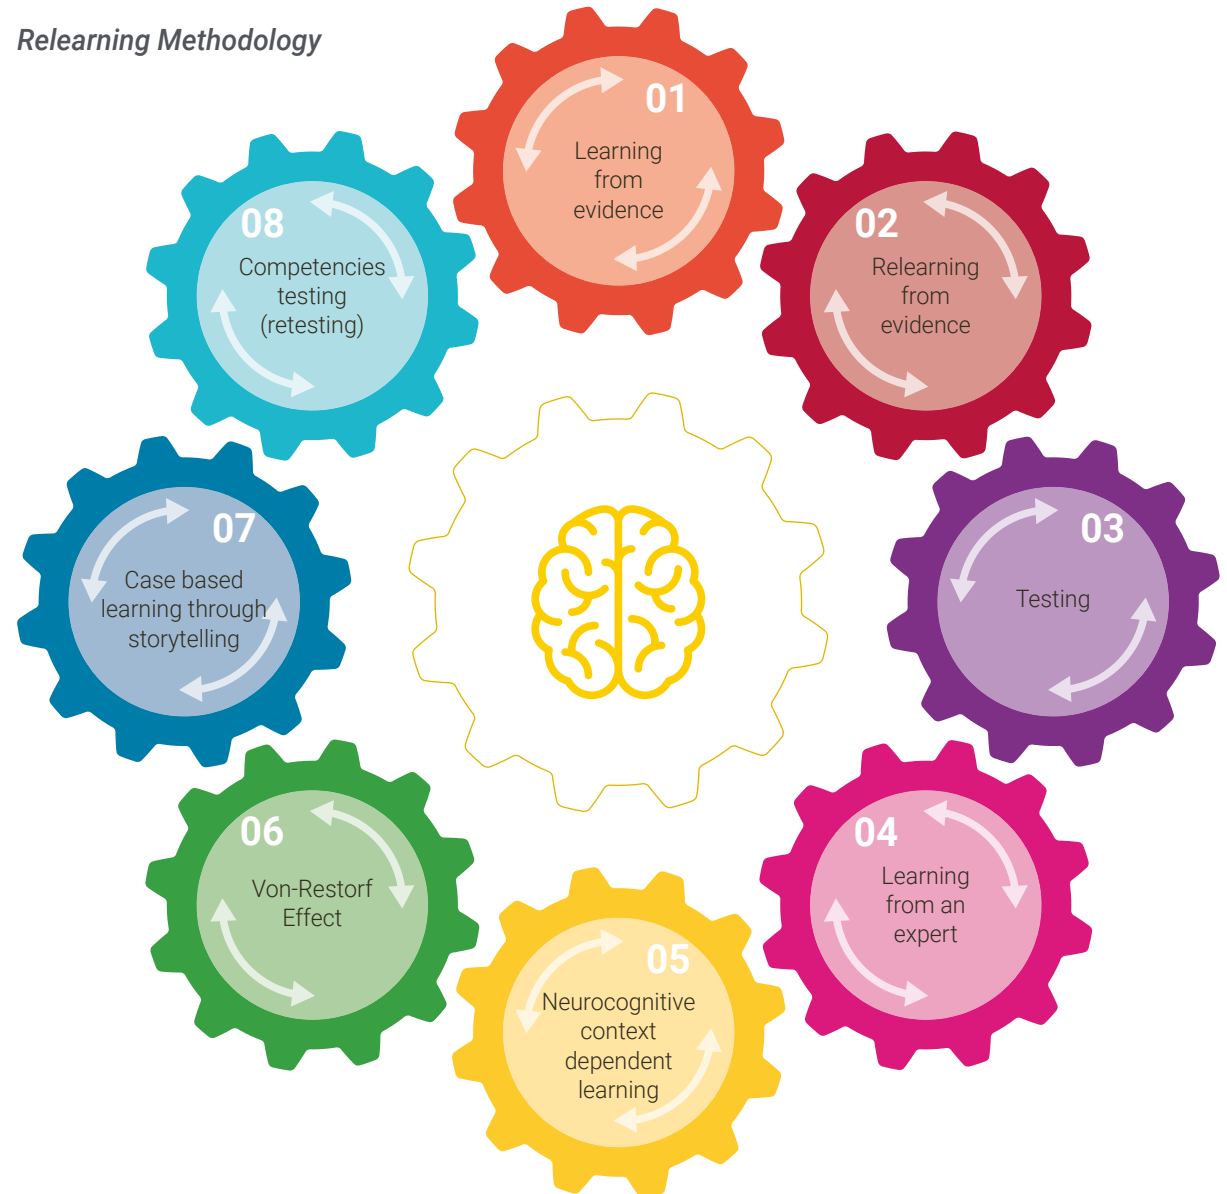 Relearning Methodology
01
Learning
from
evidence
02
Relearning
from
evidence
03
Testing
04
Learning
from an
expert
05
Neurocognitive
context
dependent
learning
06
Von-Restorf
Effect
07
Case based
learning through
storytelling
08
Competencies
testing
(retesting)